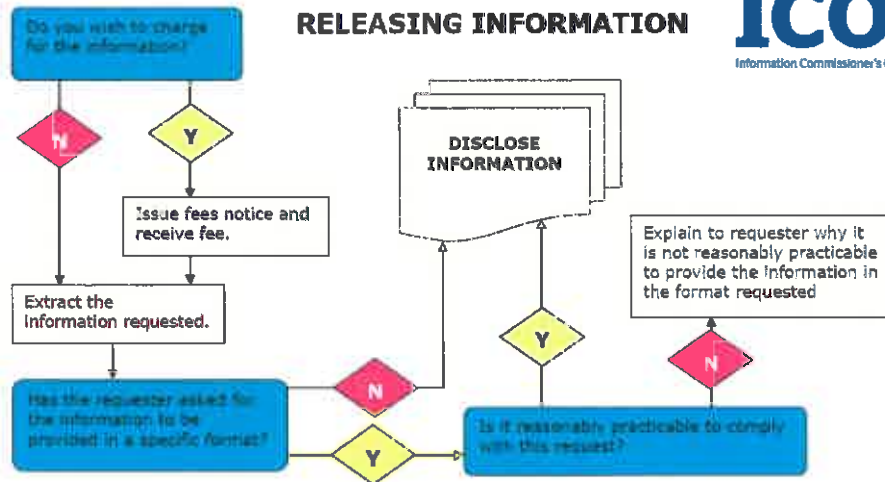 RELEASING INFORMATION
ico
Information Commissioner's
Do you wish to charge
for the information?
N
Y
Issue fees notice and
receive fee.
DISCLOSE
INFORMATION
Extract the
information requested.
Explain to requester why it
is not reasonably practicable
to provide the information in
the format requested
Y
N
Has the requester asked for
the information to be
provided in a specific format?
N
Y
Is it reasonably practicable to comply
with this request?